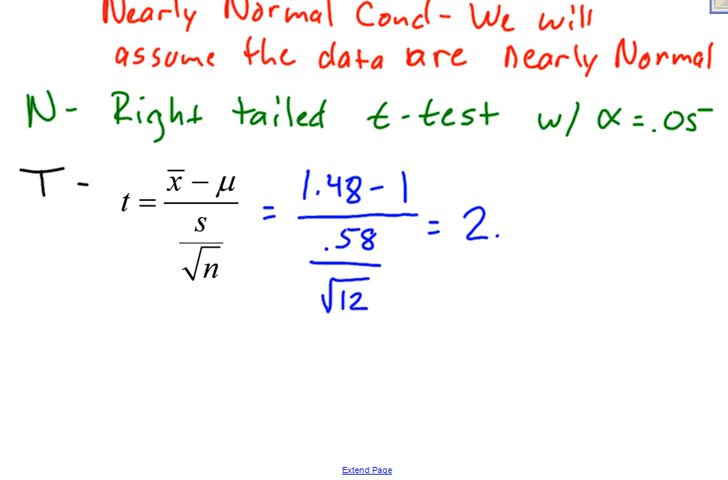 Nearly Normal Cond- We will
assume the data are nearly Normal
N- Right tailed t-test w/ α = .05
T - t = (x̄ − μ) / (s / √n) = (1.48 - 1) / (.58 / √12) = 2.
Extend Page